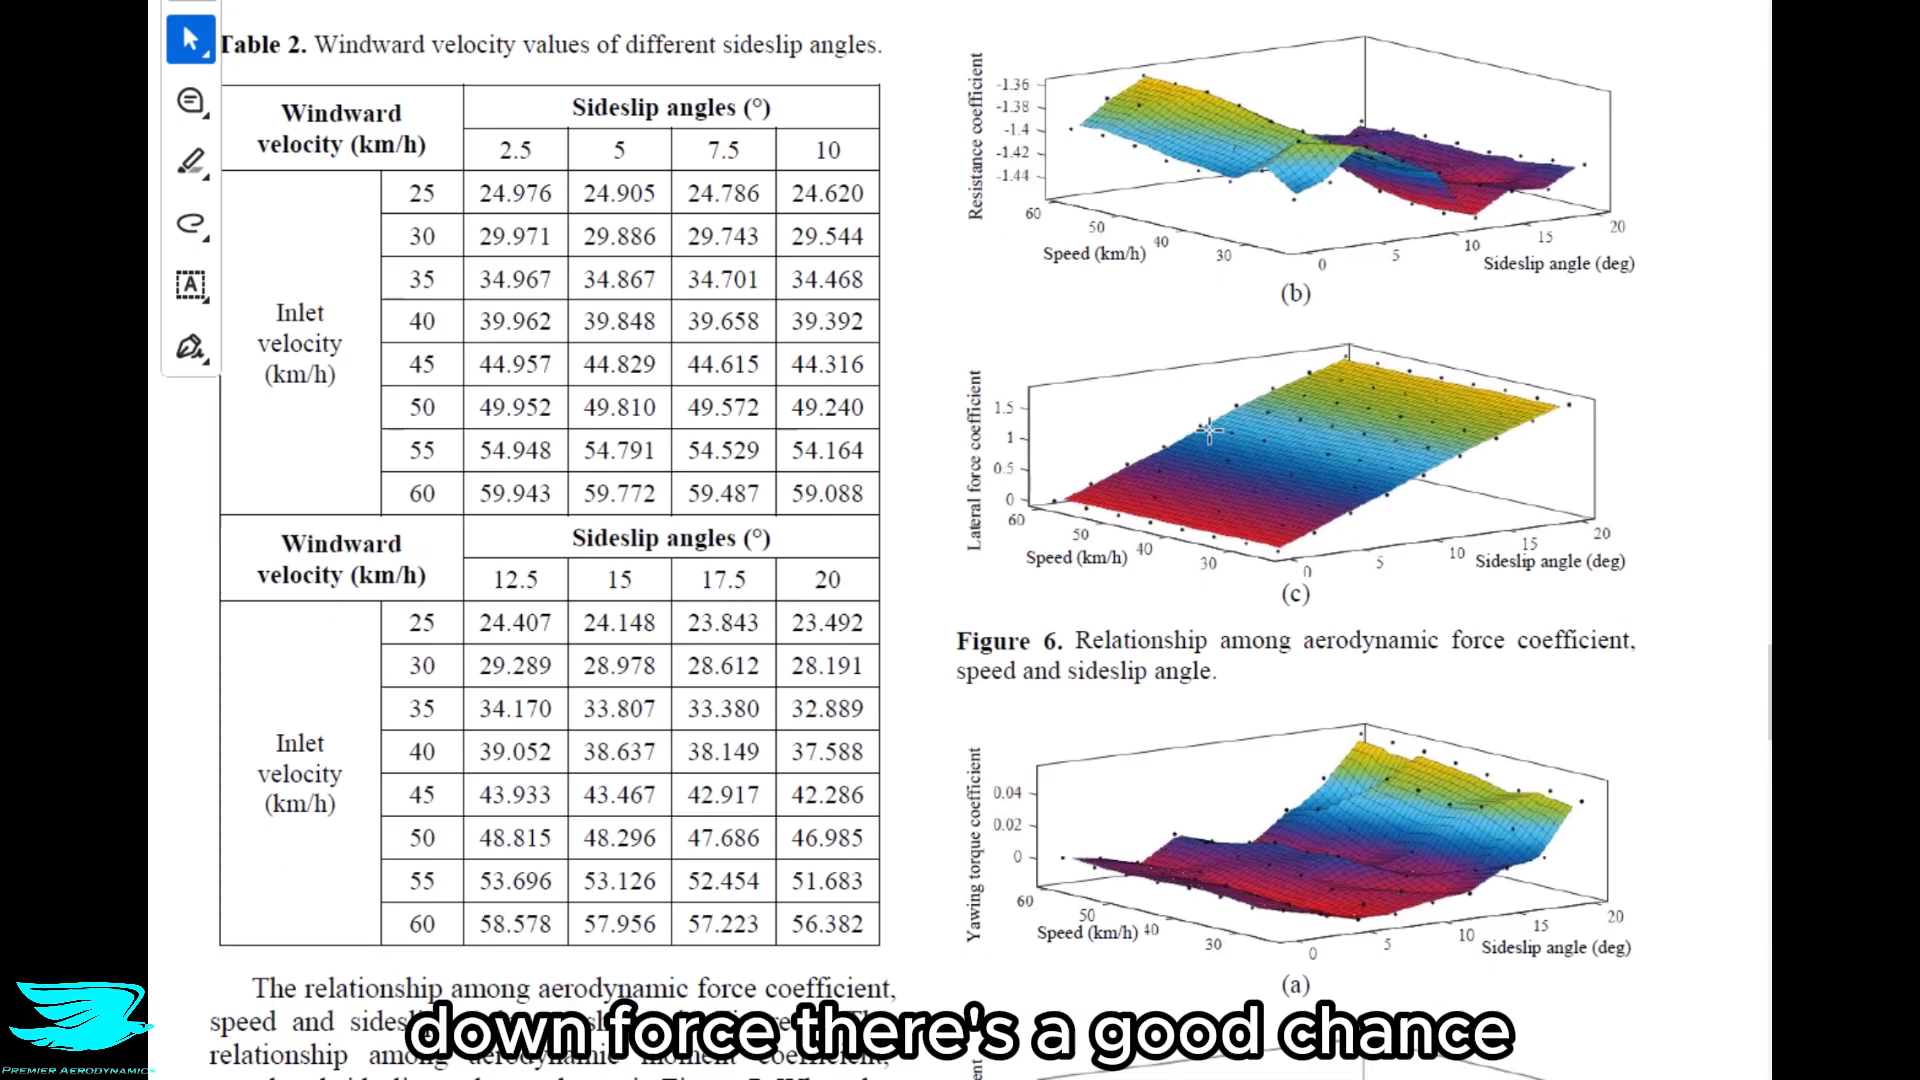 Table 2. Windward velocity values of different sideslip angles.
Windward velocity (km/h) Sideslip angles (°)
2.5 5 7.5 10
Inlet velocity (km/h)
25 24.976 24.905 24.786 24.620
30 29.971 29.886 29.743 29.544
35 34.967 34.867 34.701 34.468
40 39.962 39.848 39.658 39.392
45 44.957 44.829 44.615 44.316
50 49.952 49.810 49.572 49.240
55 54.948 54.791 54.529 54.164
60 59.943 59.772 59.487 59.088
Windward velocity (km/h) Sideslip angles (°)
12.5 15 17.5 20
Inlet velocity (km/h)
25 24.407 24.148 23.843 23.492
30 29.289 28.978 28.612 28.191
35 34.170 33.807 33.380 32.889
40 39.052 38.637 38.149 37.588
45 43.933 43.467 42.917 42.286
50 48.815 48.296 47.686 46.985
55 53.696 53.126 52.454 51.683
60 58.578 57.956 57.223 56.382
The relationship among aerodynamic force coefficient,
speed and
relationship among aerodynamic moment coefficient,
Resistance coefficient
-1.36
-1.38
-1.4
-1.42
-1.44
60 50 40 30
Speed (km/h)
0 5 10 15 20
Sideslip angle (deg)
(b)
Lateral force coefficient
1.5
1
0.5
0
60 50 40 30
Speed (km/h)
0 5 10 15 20
Sideslip angle (deg)
(c)
Figure 6. Relationship among aerodynamic force coefficient,
speed and sideslip angle.
Yawing torque coefficient
0.04
0.02
0
60 50 40 30
Speed (km/h)
0 5 10 15 20
Sideslip angle (deg)
(a)
down force there's a good chance
PREMIER AERODYNAMICS